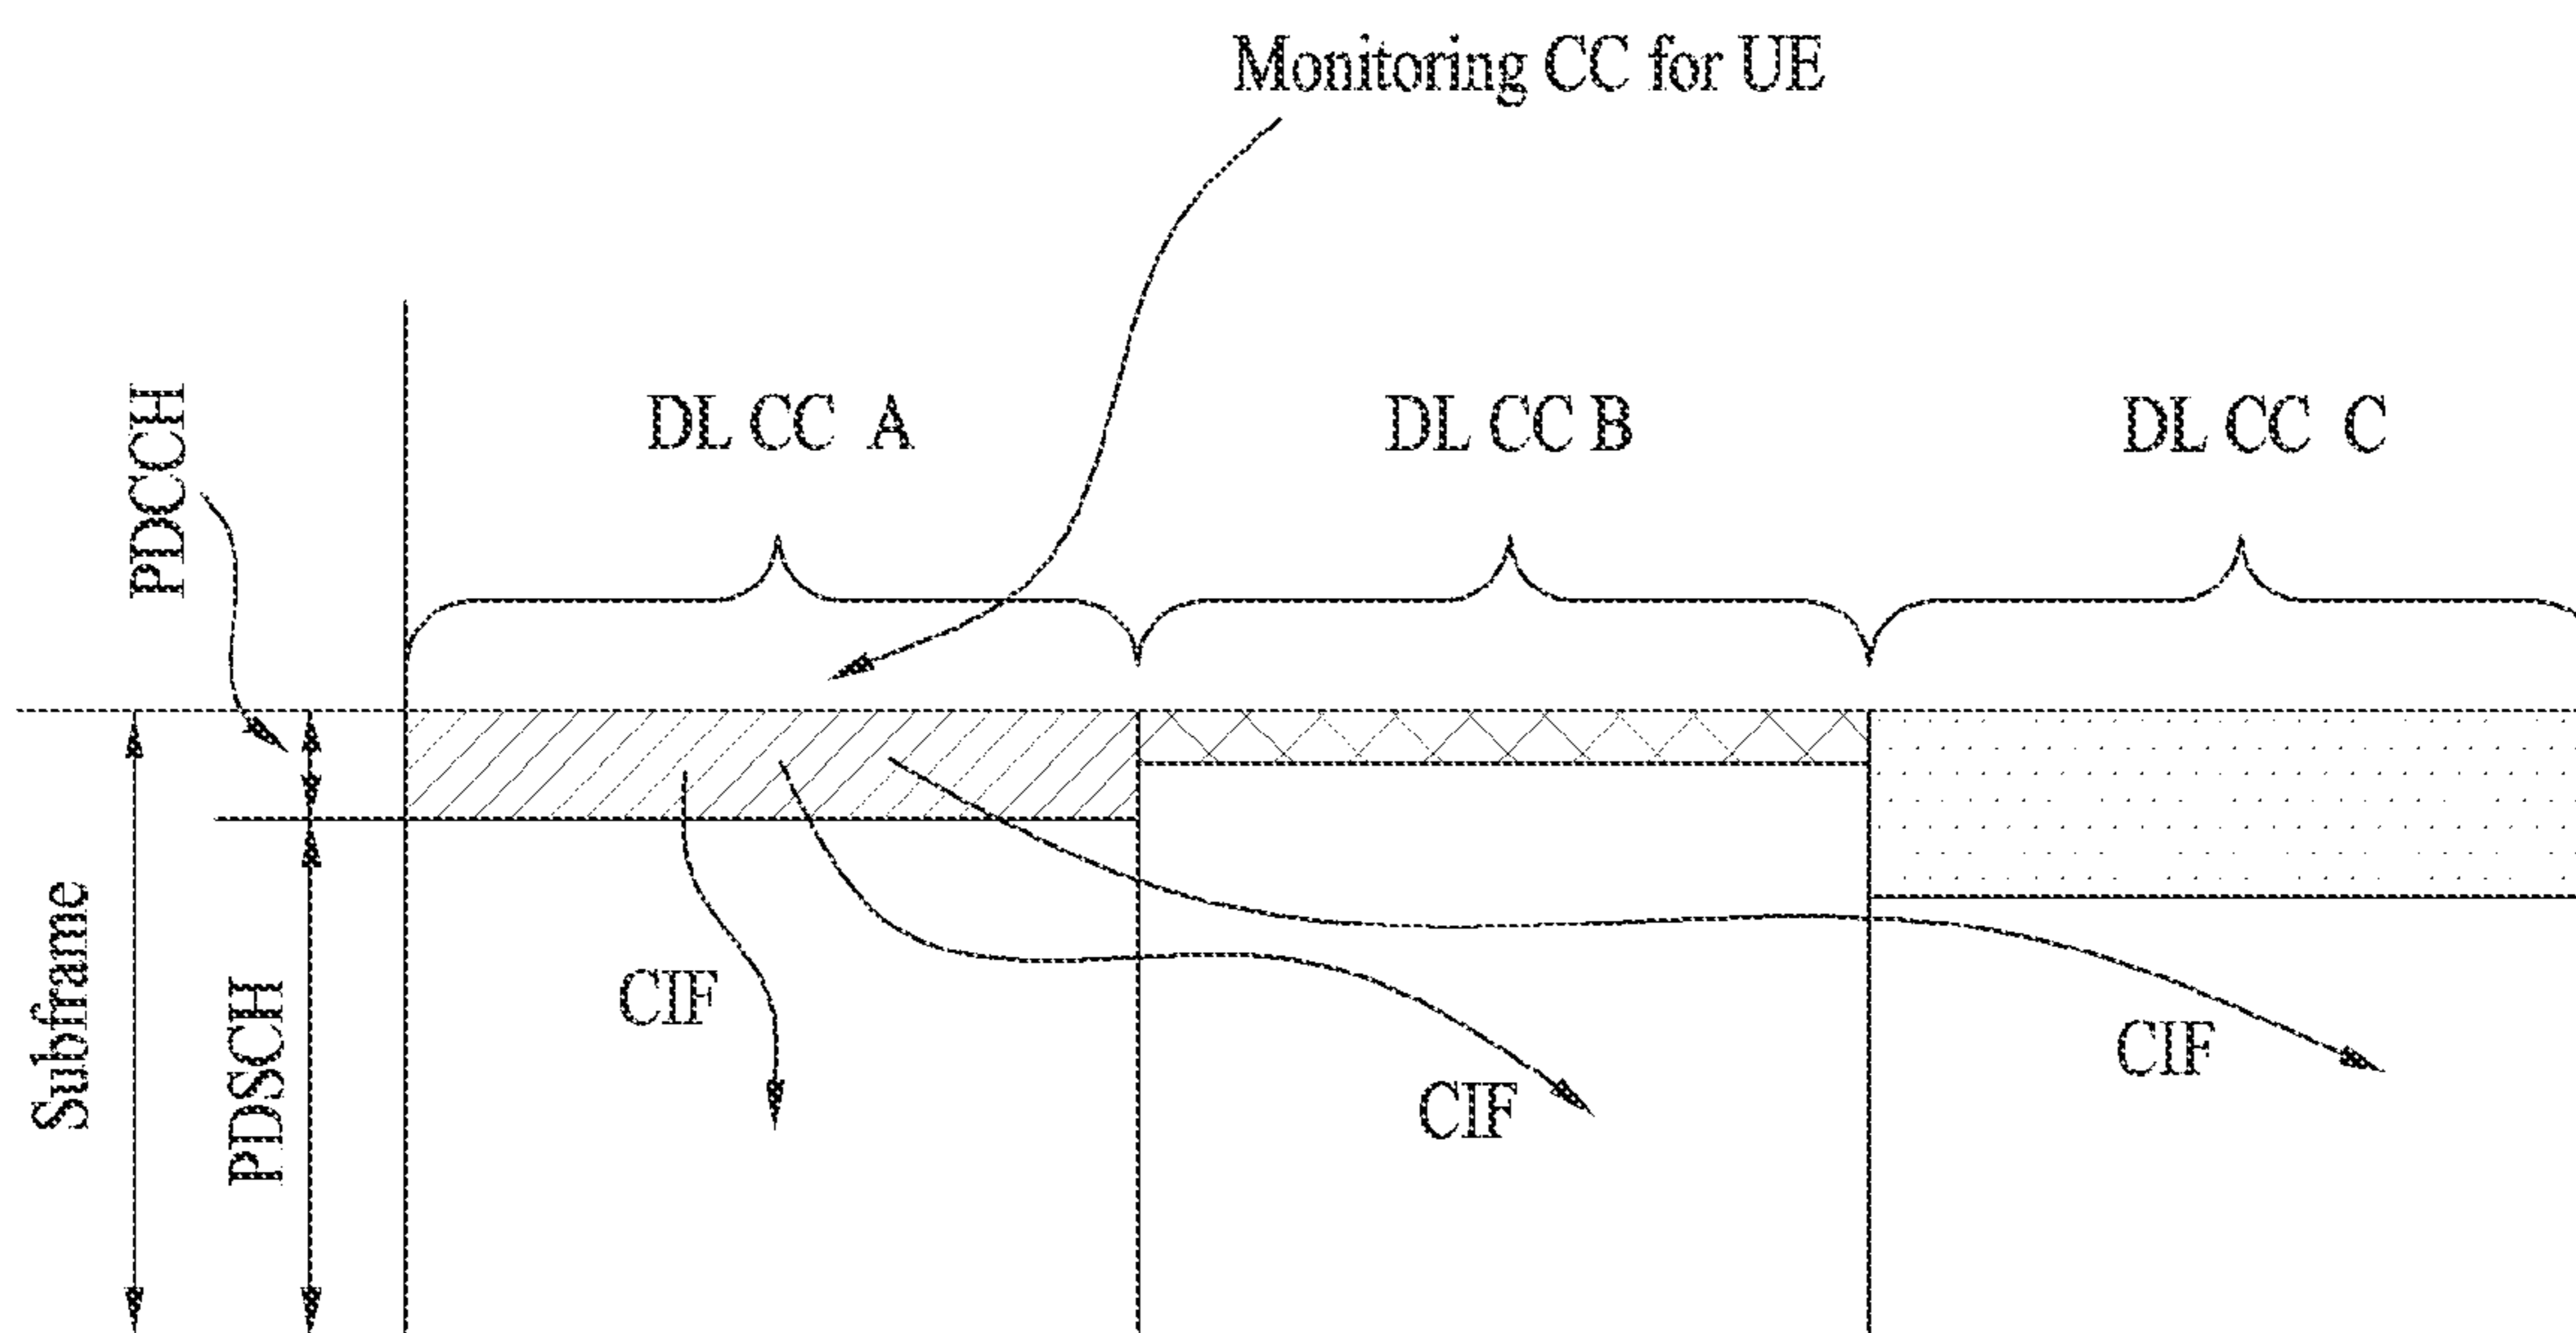 Monitoring CC for UE
PDCCH
DL CC A
DL CC B
DL CC C
Subframe
PDSCH
CIF
CIF
CIF